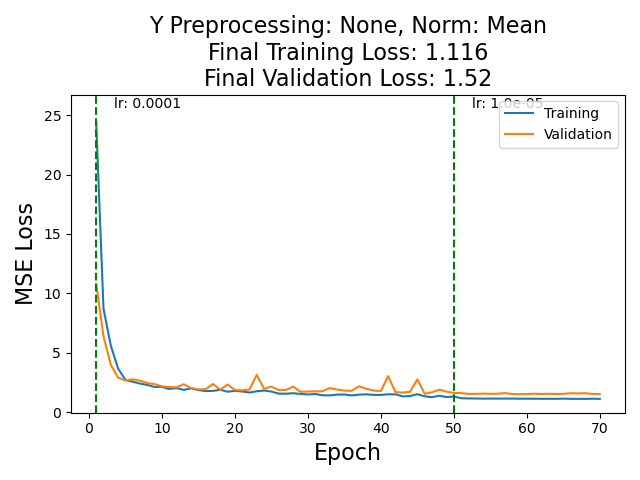 Y Preprocessing: None, Norm: Mean
Final Training Loss: 1.116
Final Validation Loss: 1.52
lr: 0.0001
lr: 1.0e-05
Training
Validation
MSE Loss
25
20
15
10
5
0
0 10 20 30 40 50 60 70
Epoch